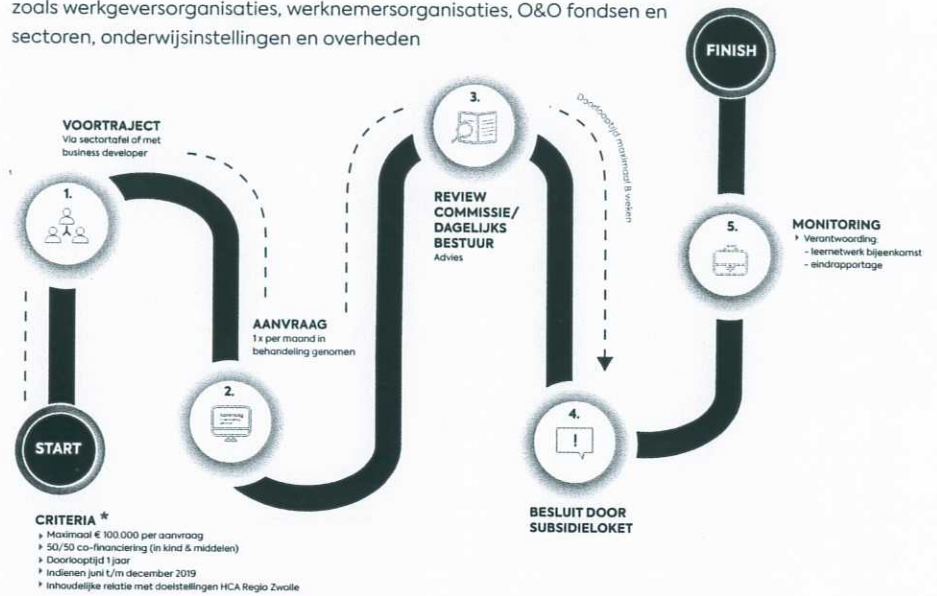 zoals werkgeversorganisaties, werknemersorganisaties, O&O fondsen en
sectoren, onderwijsinstellingen en overheden
FINISH
VOORTRAJECT
Via sectortafel of met
business developer
1.
3.
Doorlooptijd maximaal 8 weken
REVIEW
COMMISSIE/
DAGELIJKS
BESTUUR
Advies
5.
MONITORING
▸ Verantwoording:
- leernetwerk bijeenkomst
- eindrapportage
AANVRAAG
1x per maand in
behandeling genomen
2.
Aanvraag
4.
!
START
BESLUIT DOOR
SUBSIDIELOKET
CRITERIA *
▸ Maximaal € 100.000 per aanvraag
▸ 50/50 co-financiering (in kind & middelen)
▸ Doorlooptijd 1 jaar
▸ Indienen juni t/m december 2019
▸ Inhoudelijke relatie met doelstellingen HCA Regio Zwolle